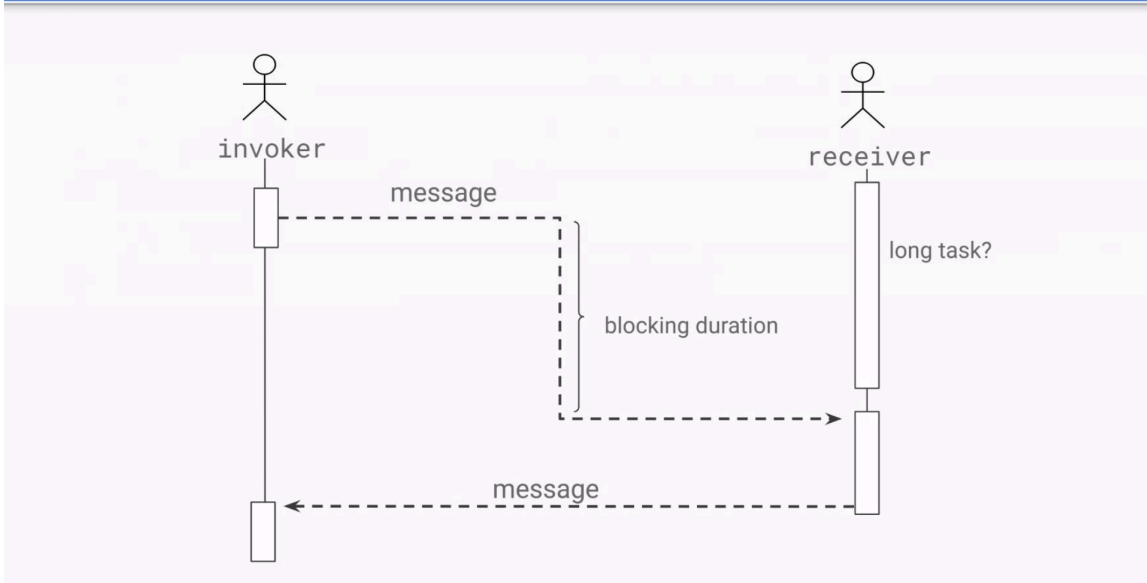 invoker
receiver
message
long task?
blocking duration
message